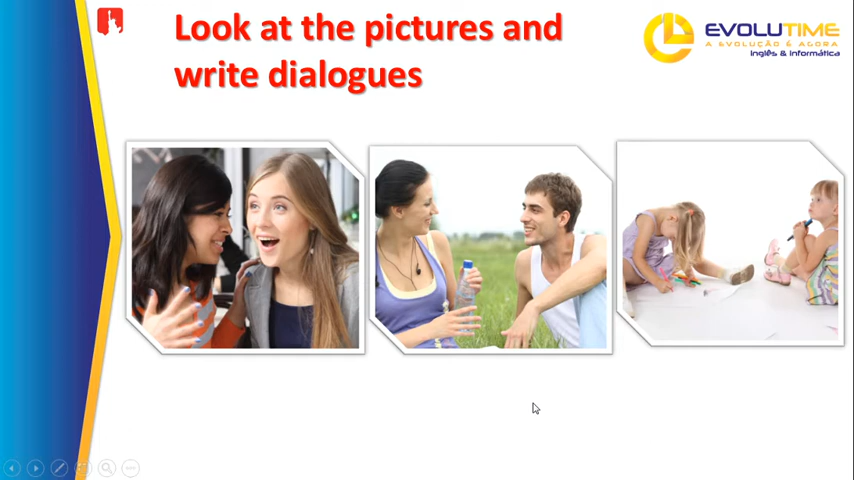 Look at the pictures and
write dialogues
EVOLUTIME
A EVOLUÇÃO É AGORA
Inglês & Informática